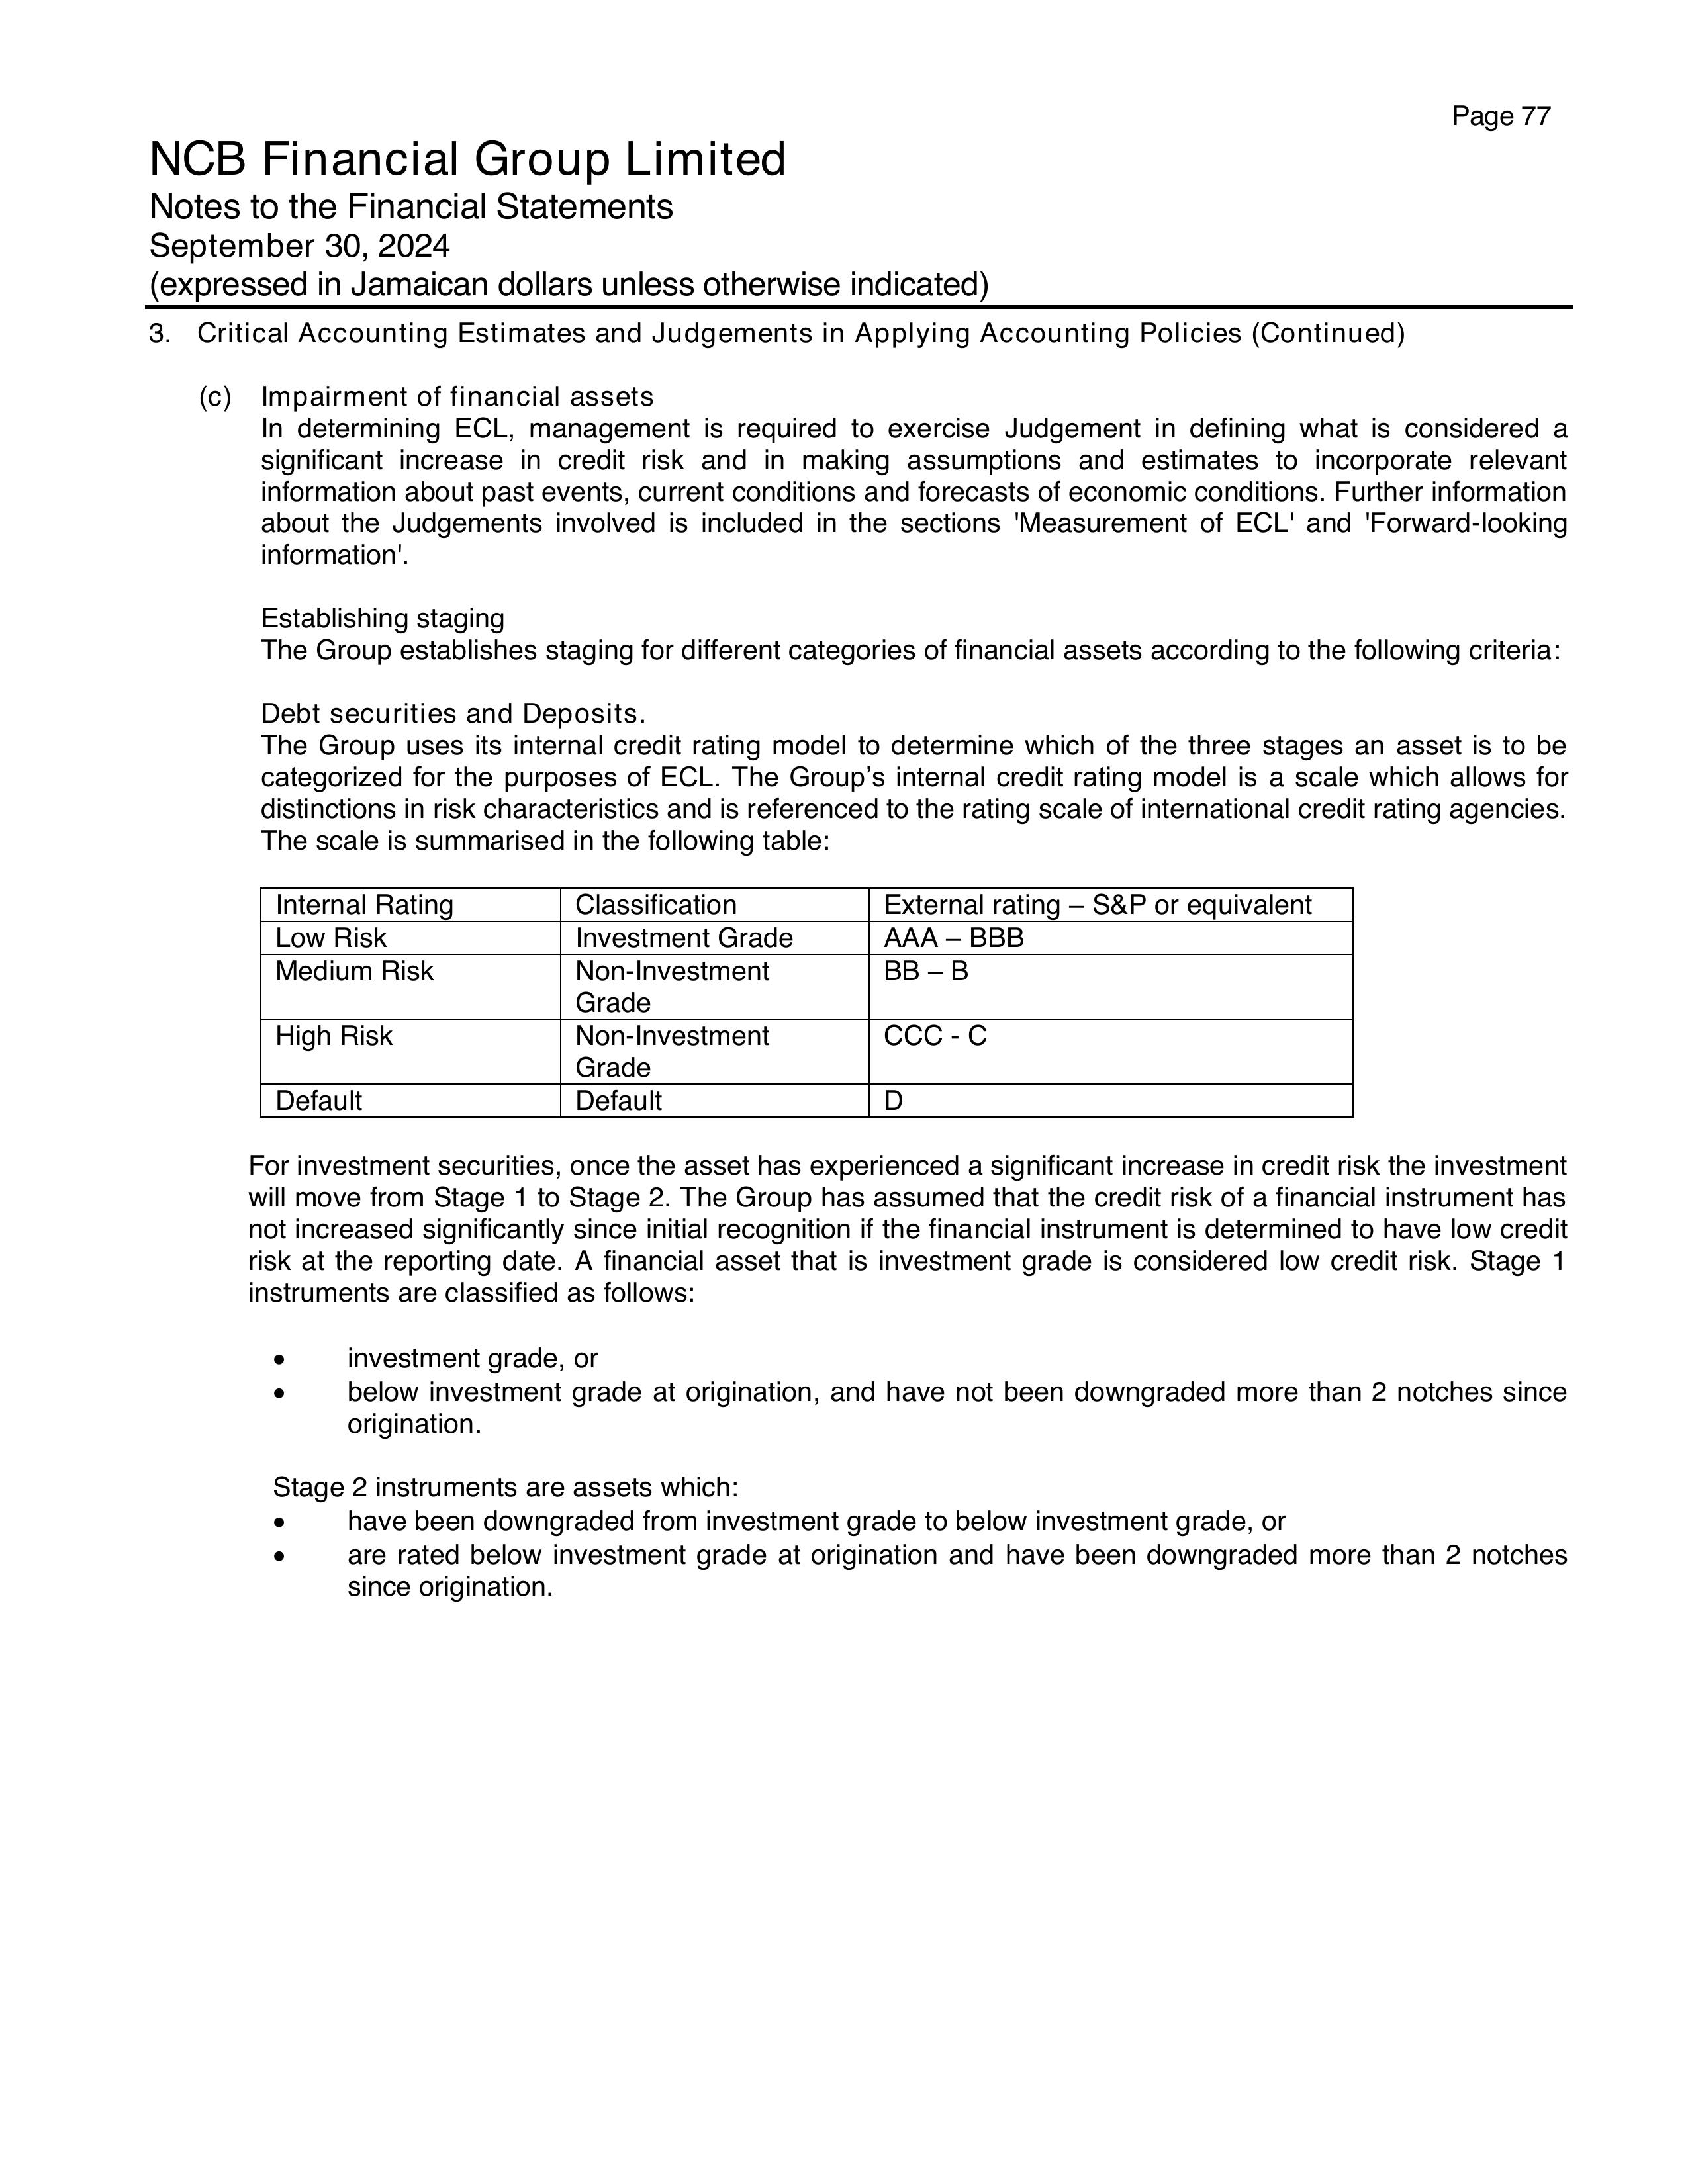 Page 77
NCB Financial Group Limited
Notes to the Financial Statements
September 30, 2024
(expressed in Jamaican dollars unless otherwise indicated)
3. Critical Accounting Estimates and Judgements in Applying Accounting Policies (Continued)
(c) Impairment of financial assets
In determining ECL, management is required to exercise Judgement in defining what is considered a
significant increase in credit risk and in making assumptions and estimates to incorporate relevant
information about past events, current conditions and forecasts of economic conditions. Further information
about the Judgements involved is included in the sections 'Measurement of ECL' and 'Forward-looking
information'.
Establishing staging
The Group establishes staging for different categories of financial assets according to the following criteria:
Debt securities and Deposits.
The Group uses its internal credit rating model to determine which of the three stages an asset is to be
categorized for the purposes of ECL. The Group’s internal credit rating model is a scale which allows for
distinctions in risk characteristics and is referenced to the rating scale of international credit rating agencies.
The scale is summarised in the following table:
Internal Rating Classification External rating – S&P or equivalent
Low Risk Investment Grade AAA – BBB
Medium Risk Non-Investment BB – B
Grade
High Risk Non-Investment CCC - C
Grade
Default Default D
For investment securities, once the asset has experienced a significant increase in credit risk the investment
will move from Stage 1 to Stage 2. The Group has assumed that the credit risk of a financial instrument has
not increased significantly since initial recognition if the financial instrument is determined to have low credit
risk at the reporting date. A financial asset that is investment grade is considered low credit risk. Stage 1
instruments are classified as follows:
• investment grade, or
• below investment grade at origination, and have not been downgraded more than 2 notches since
origination.
Stage 2 instruments are assets which:
• have been downgraded from investment grade to below investment grade, or
• are rated below investment grade at origination and have been downgraded more than 2 notches
since origination.